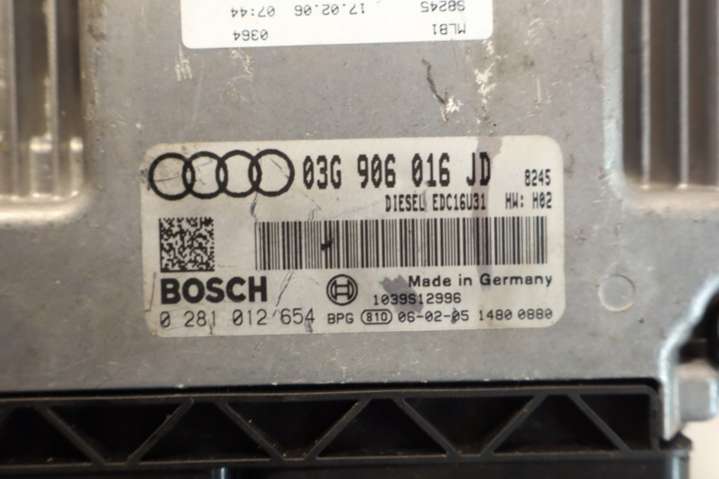 MLB1 0364
S8245 17.02.06 07:44
03G 906 016 JD 8245
DIESEL EDC16U31 HW: H02
BOSCH Made in Germany
1039S12996
0 281 012 654 BPG 810 06-02-05 1480 0880